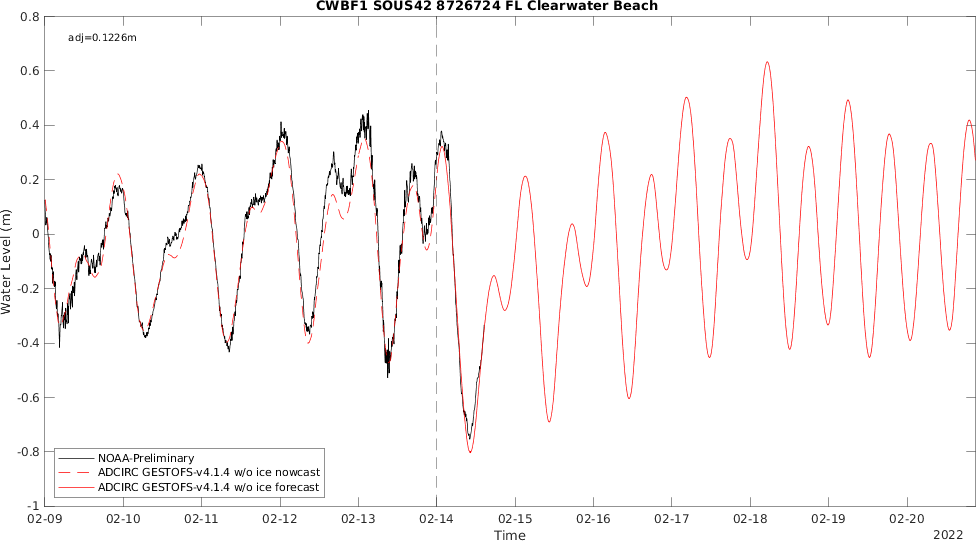 CWBF1 SOUS42 8726724 FL Clearwater Beach
adj=0.1226m
0.8
0.6
0.4
0.2
0
-0.2
-0.4
-0.6
-0.8
-1
Water Level (m)
NOAA-Preliminary
ADCIRC GESTOFS-v4.1.4 w/o ice nowcast
ADCIRC GESTOFS-v4.1.4 w/o ice forecast
02-09 02-10 02-11 02-12 02-13 02-14 02-15 02-16 02-17 02-18 02-19 02-20
Time
2022